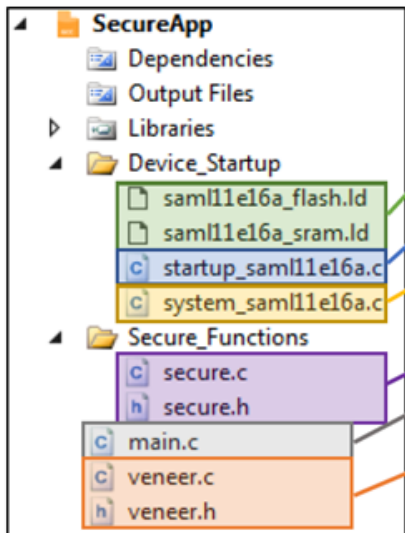 SecureApp
Dependencies
Output Files
Libraries
Device_Startup
saml11e16a_flash.ld
saml11e16a_sram.ld
startup_saml11e16a.c
system_saml11e16a.c
Secure_Functions
secure.c
secure.h
main.c
veneer.c
veneer.h